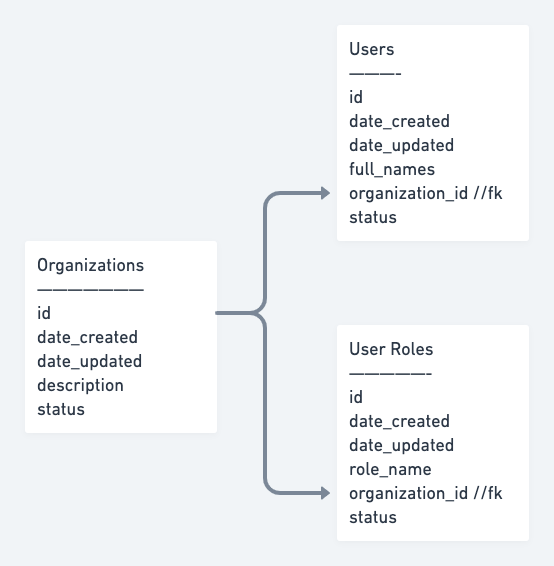 Users
———-
id
date_created
date_updated
full_names
organization_id //fk
status
Organizations
———————
id
date_created
date_updated
description
status
User Roles
—————-
id
date_created
date_updated
role_name
organization_id //fk
status